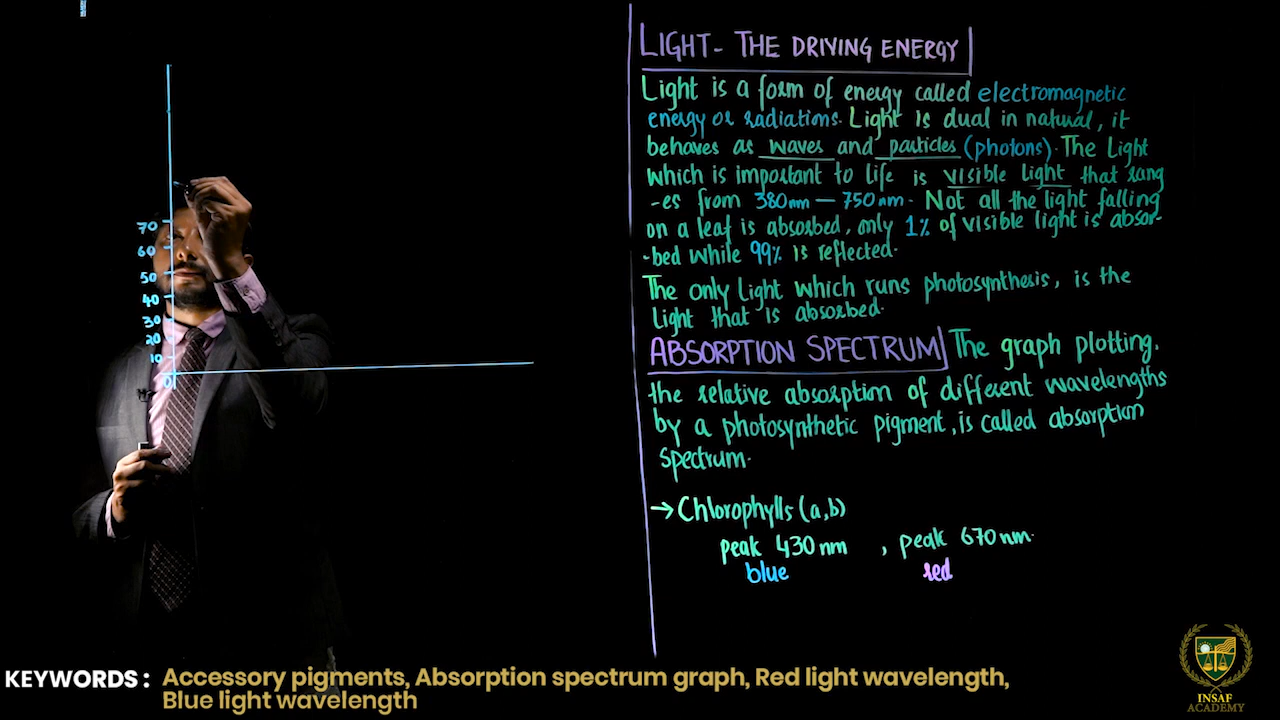 LIGHT - THE DRIVING ENERGY
Light is a form of energy called electromagnetic
energy or radiations. Light is dual in natural, it
behaves as waves and particles (photons). The Light
which is important to life is visible light that rang
-es from 380nm — 750nm. Not all the light falling
on a leaf is absorbed, only 1% of visible light is absor-
-bed while 99% is reflected.
The only light which runs photosynthesis, is the
light that is absorbed.
ABSORPTION SPECTRUM The graph plotting,
the relative absorption of different wavelengths
by a photosynthetic pigment, is called absorption
spectrum.
→ Chlorophylls (a,b)
peak 430nm , peak 670nm.
blue red
70
60
50
40
30
20
10
0
KEYWORDS : Accessory pigments, Absorption spectrum graph, Red light wavelength,
Blue light wavelength
INSAF
ACADEMY